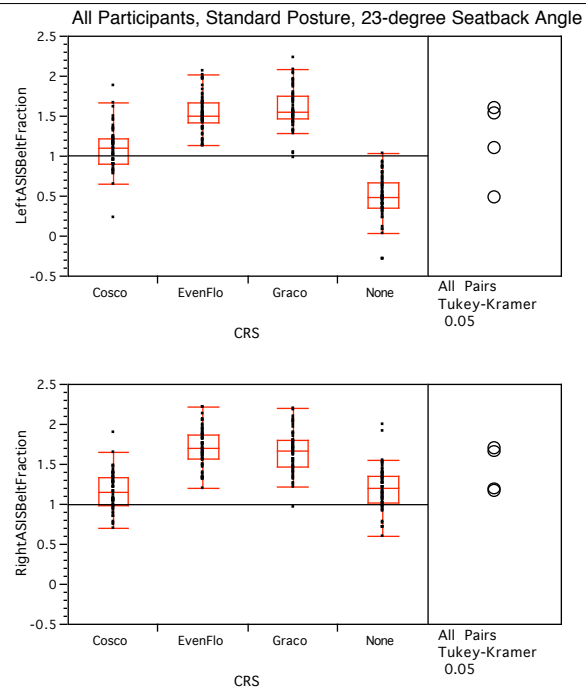 All Participants, Standard Posture, 23-degree Seatback Angle
2.5
2
1.5
1
0.5
0
-0.5
LeftASISBeltFraction
Cosco EvenFlo Graco None
CRS
All Pairs
Tukey-Kramer
0.05
2.5
2
1.5
1
0.5
0
-0.5
RightASISBeltFraction
Cosco EvenFlo Graco None
CRS
All Pairs
Tukey-Kramer
0.05